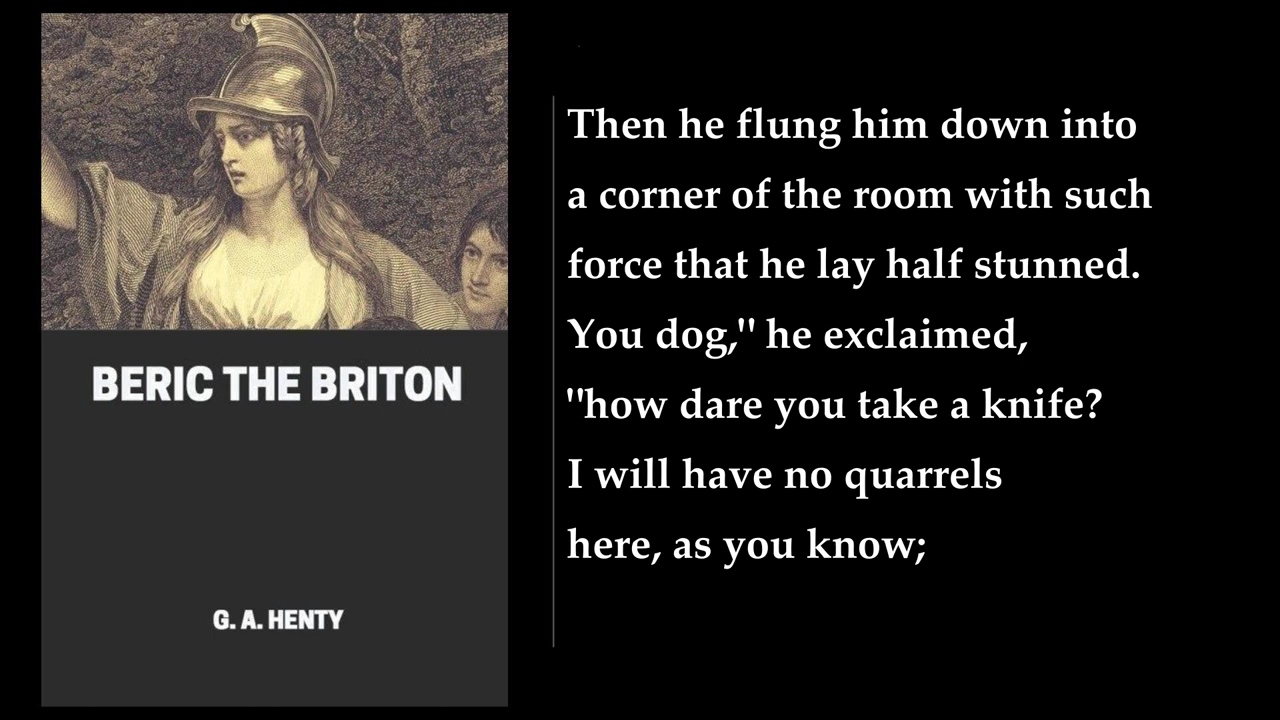 BERIC THE BRITON
G. A. HENTY
Then he flung him down into
a corner of the room with such
force that he lay half stunned.
You dog," he exclaimed,
"how dare you take a knife?
I will have no quarrels
here, as you know;